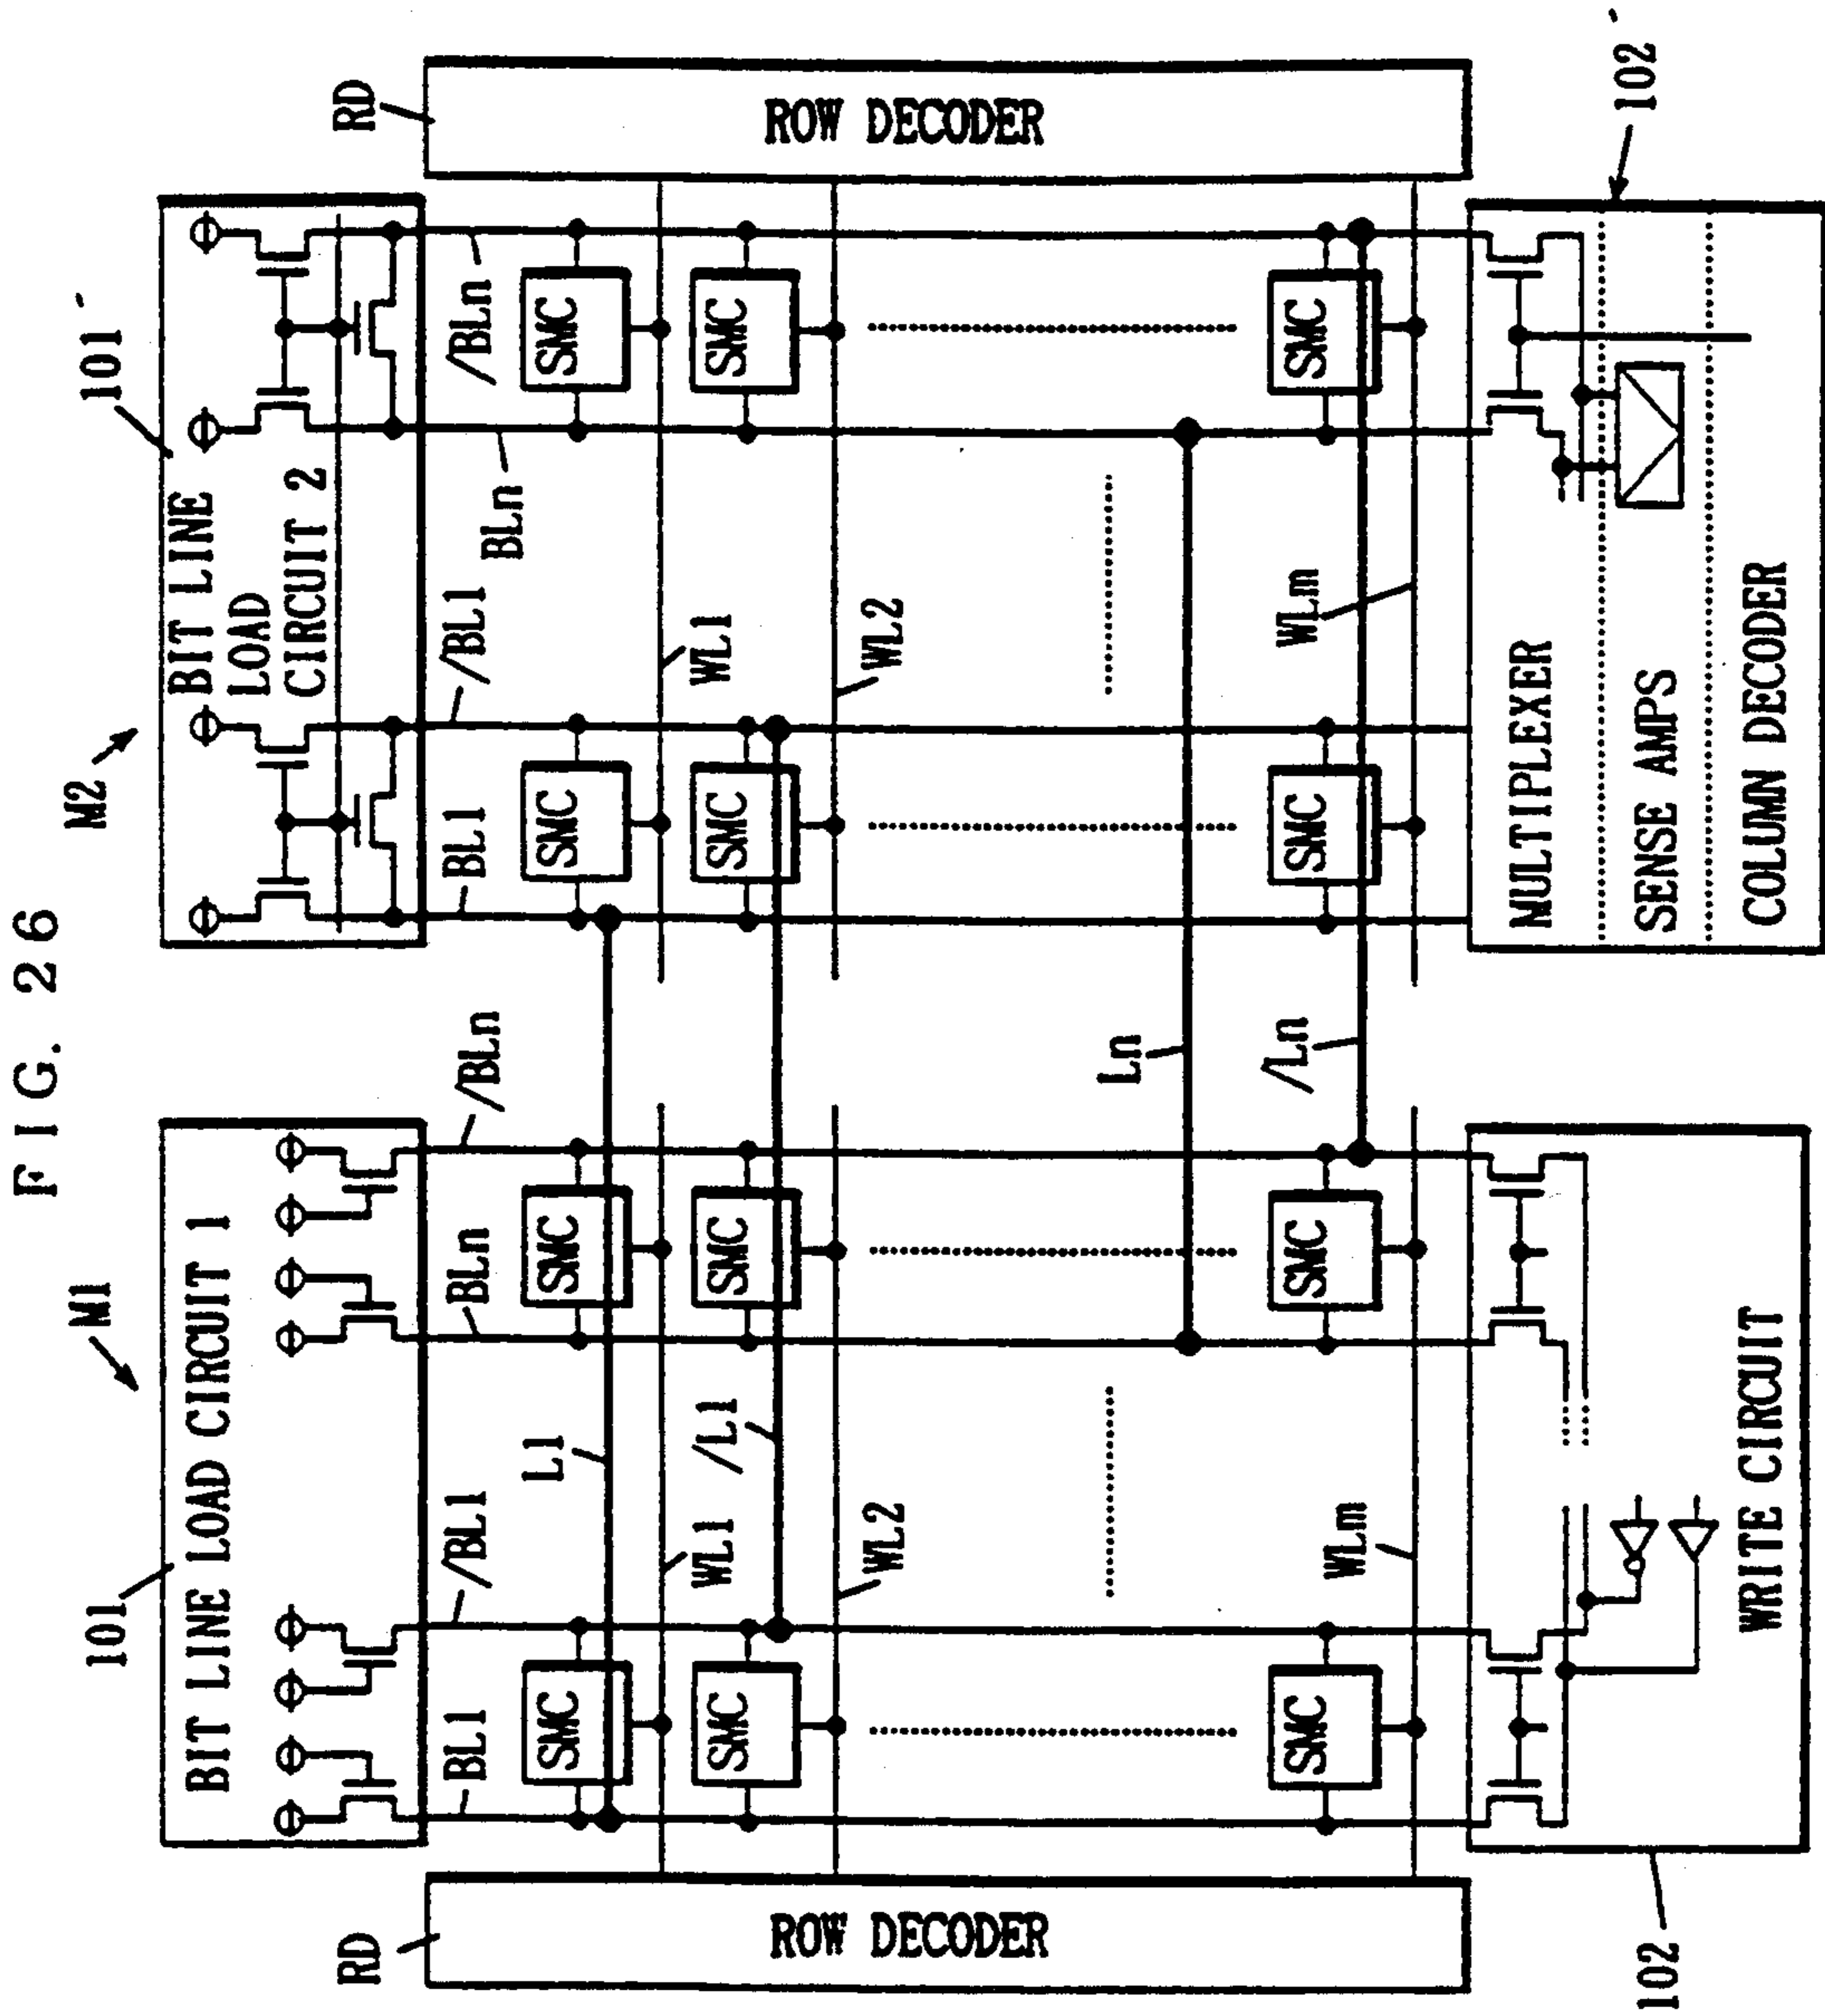 FIG. 26
M1
M2
101
101'
BIT LINE LOAD CIRCUIT 1
BIT LINE
LOAD
CIRCUIT 2
RD
RD
BL1
/BL1
BLn
/BLn
BL1
/BL1
BLn
/BLn
ROW DECODER
SMC
SMC
SMC
SMC
L1
WL1
WL1
SMC
SMC
SMC
SMC
/L1
WL2
WL2
Ln
/Ln
SMC
SMC
SMC
SMC
WLm
WLm
ROW DECODER
102
WRITE CIRCUIT
MULTIPLEXER
SENSE AMPS
COLUMN DECODER
102'